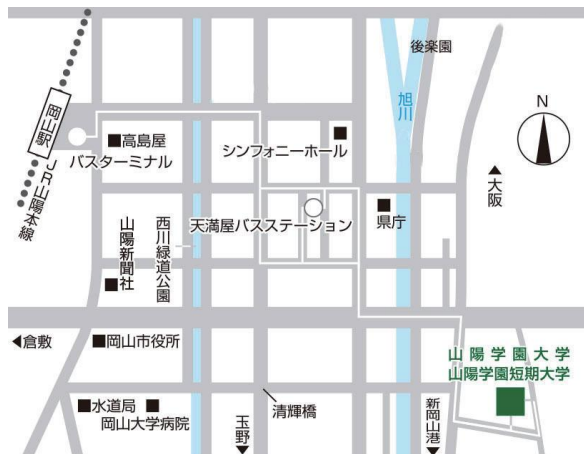 後楽園
旭川
N
岡山駅
JR山陽本線
■高島屋
バスターミナル
シンフォニーホール■
▲大阪
西川緑道公園
山陽新聞社
天満屋バスステーション
■県庁
◀倉敷
■岡山市役所
山陽学園大学
山陽学園短期大学
■水道局
岡山大学病院
清輝橋
玉野▼
新岡山港▼